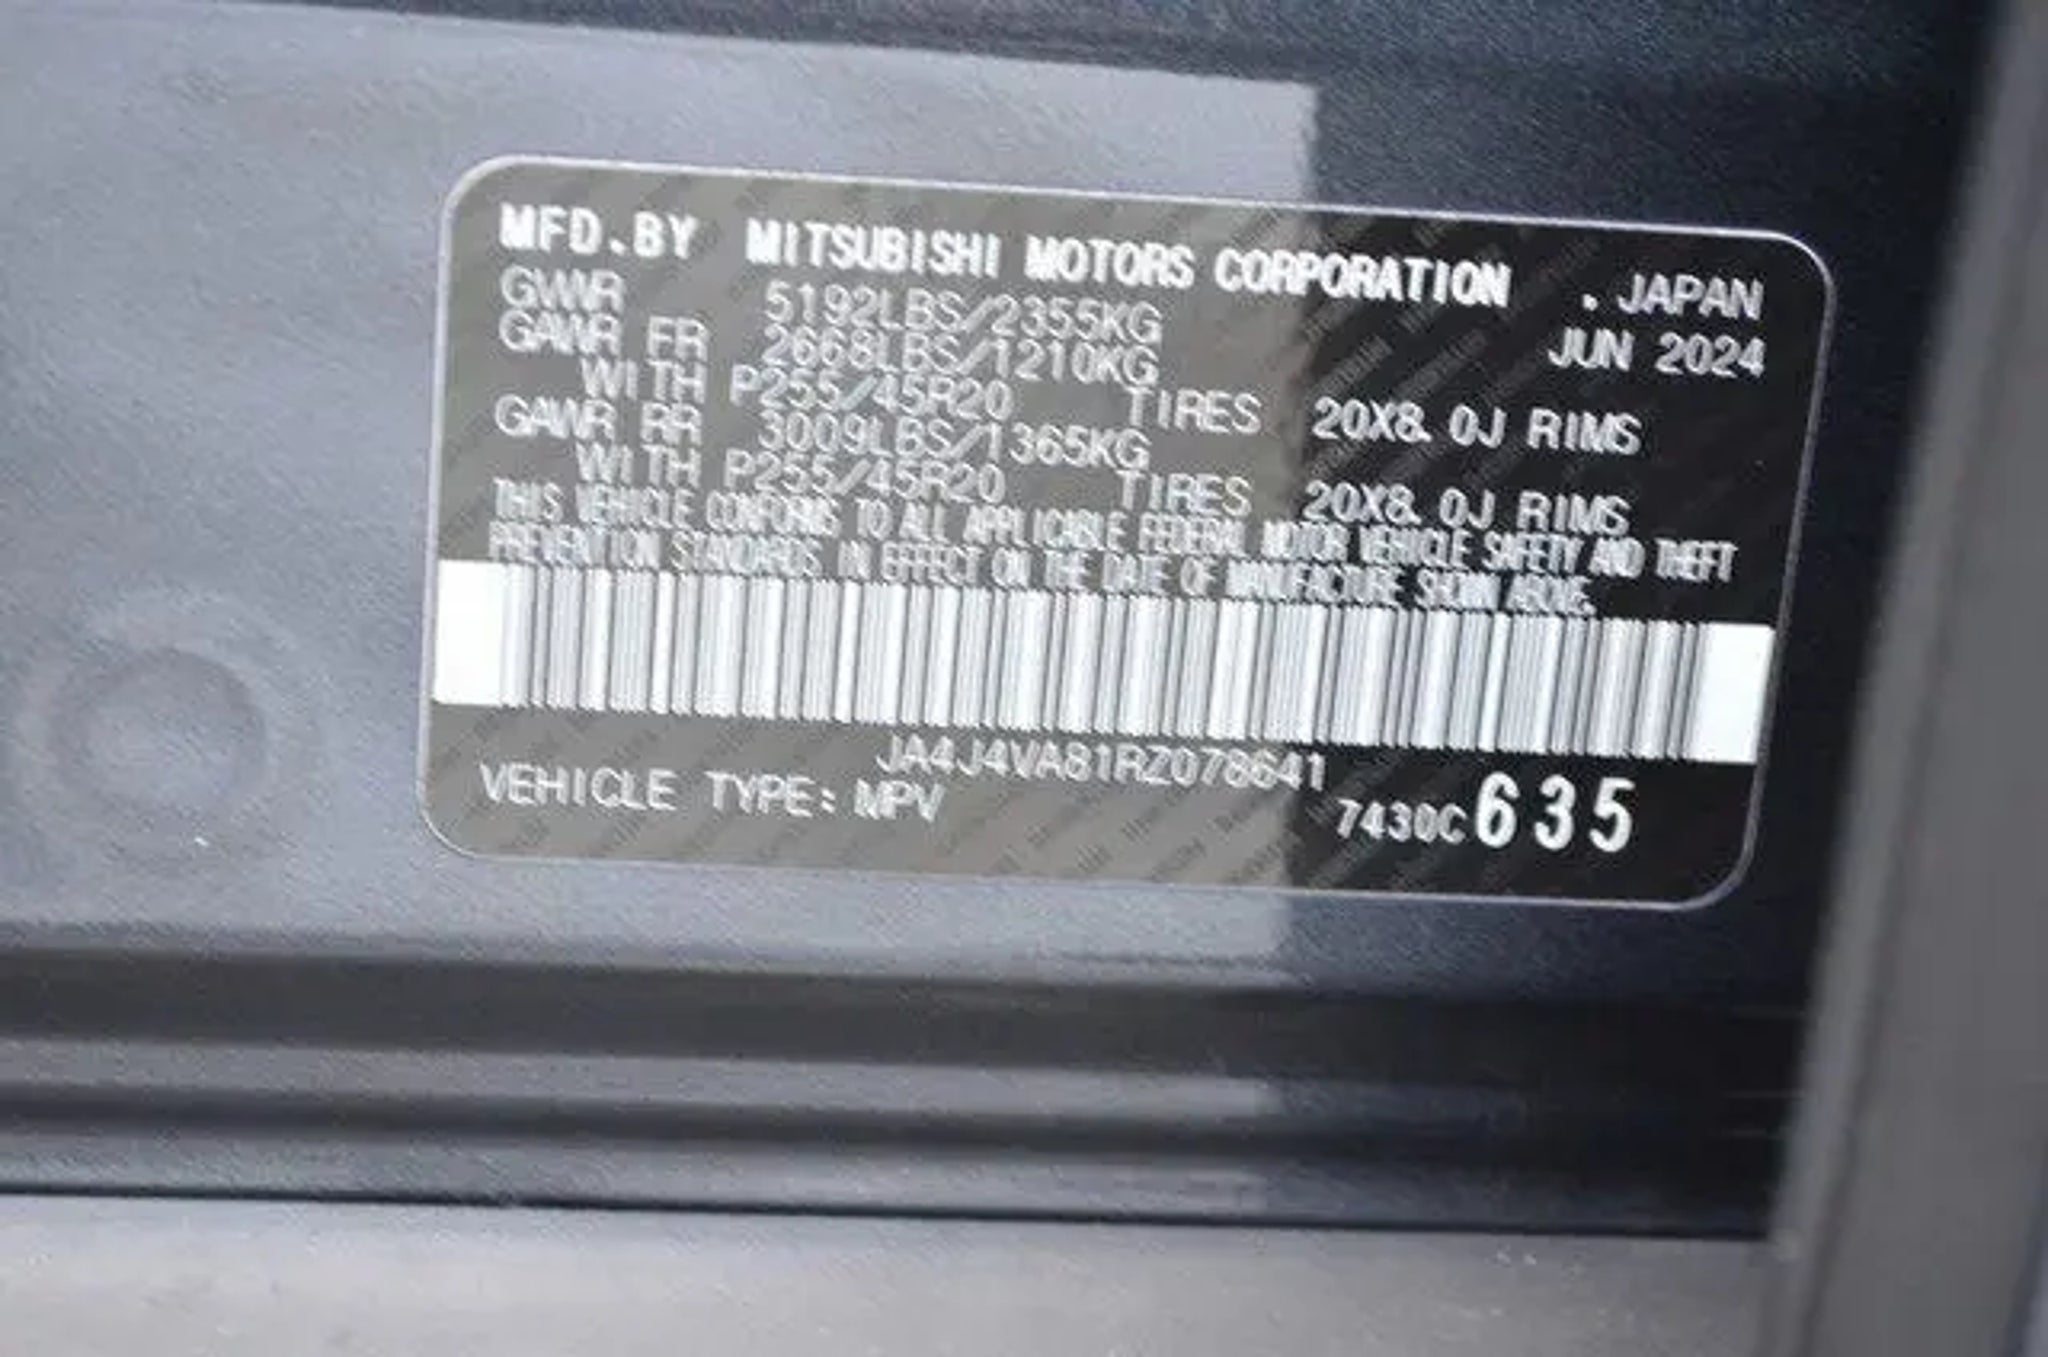 MFD.BY MITSUBISHI MOTORS CORPORATION . JAPAN
GVWR 5192LBS/2355KG JUN 2024
GAWR FR 2668LBS/1210KG
WITH P255/45R20 TIRES 20X8.0J RIMS
GAWR RR 3009LBS/1365KG
WITH P255/45R20 TIRES 20X8.0J RIMS
THIS VEHICLE CONFORMS TO ALL APPLICABLE FEDERAL MOTOR VEHICLE SAFETY AND THEFT
PREVENTION STANDARDS IN EFFECT ON THE DATE OF MANUFACTURE SHOWN ABOVE.
JA4J4VA81RZ078641
VEHICLE TYPE: MPV 7430C635